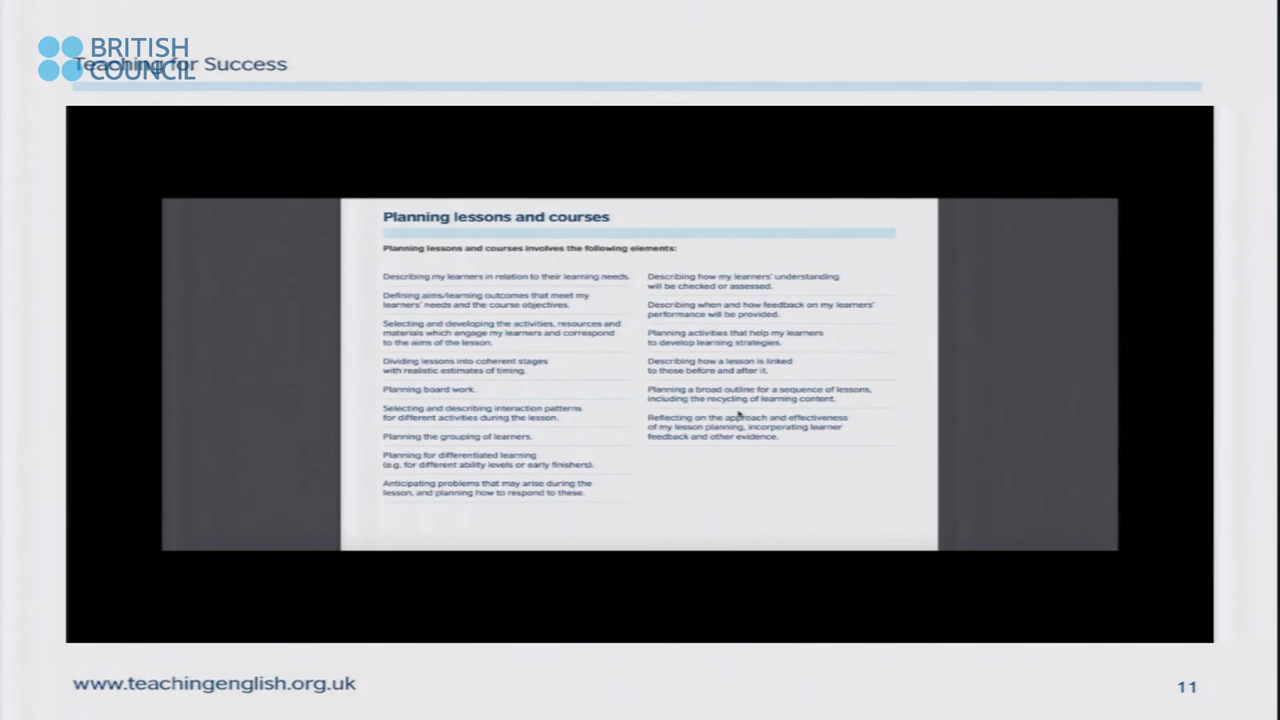 BRITISH
COUNCIL
Teaching for Success
Planning lessons and courses
Planning lessons and courses involves the following elements:
Describing my learners in relation to their learning needs.
Defining aims/learning outcomes that meet my
learners' needs and the course objectives.
Selecting and developing the activities, resources and
materials which engage my learners and correspond
to the aims of the lesson.
Dividing lessons into coherent stages
with realistic estimates of timing.
Planning board work.
Selecting and describing interaction patterns
for different activities during the lesson.
Planning the grouping of learners.
Planning for differentiated learning
(e.g. for different ability levels or early finishers).
Anticipating problems that may arise during the
lesson, and planning how to respond to these.
Describing how my learners' understanding
will be checked or assessed.
Describing when and how feedback on my learners'
performance will be provided.
Planning activities that help my learners
to develop learning strategies.
Describing how a lesson is linked
to those before and after it.
Planning a broad outline for a sequence of lessons,
including the recycling of learning content.
Reflecting on the approach and effectiveness
of my lesson planning, incorporating learner
feedback and other evidence.
www.teachingenglish.org.uk
11